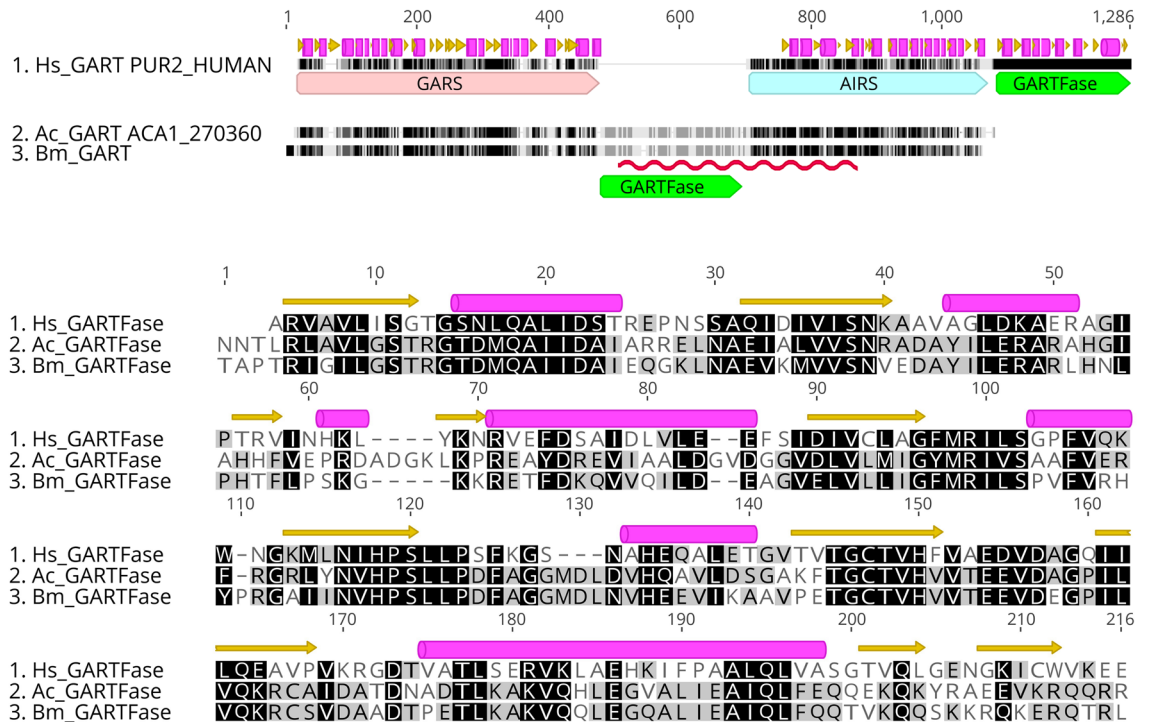 1 200 400 600 800 1,000 1,286
1. Hs_GART PUR2_HUMAN
GARS AIRS GARTFase
2. Ac_GART ACA1_270360
3. Bm_GART
GARTFase
1 10 20 30 40 50
1. Hs_GARTFase ARVAVLISGTGSNLQALIDSTREPNSSAQIDIVISNKAAVAGLDKAERAGI
2. Ac_GARTFase NNTLRLAVLGSTRGTDMQAIIDAIARRELNAEIALVVSNRADAYILERARAHGI
3. Bm_GARTFase TAPTRIGILGSTRGTDMQAIIDAIEQGKLNAEVKMVVSNVEDAYILERARLHNL
60 70 80 90 100
1. Hs_GARTFase PTRVINHKL----YKNRVEFDSAIDLVLE--EFSIDIVCLAGFMRILSGPFVQK
2. Ac_GARTFase AHHFVEPRDADGKLKPREAYDREVIAALDGVDGGVDLVLMIGYMRIVSAAFVER
3. Bm_GARTFase PHTFLPSKG-----KKRETFDKQVVQILD--EAGVELVLLIGYMRILSPVFVRH
110 120 130 140 150 160
1. Hs_GARTFase W-NGKMLNIHPSLLPSFKGS---NAHEQALETGVTVTGCTVHFVAEDVDAGQII
2. Ac_GARTFase F-RGRLYNVHPSLLPDFAGGMDLDVHQAVLDSGAKFTGCTVHVVTEEVDAGPIL
3. Bm_GARTFase YPRGAIINVHPSLLPDFAGGMDLNVHEEVIKAAVPETGCTVHVVTEEVDEGPIL
170 180 190 200 210 216
1. Hs_GARTFase LQEAVPVKRGDTVATLSERVKLAEHKIFPAALQLVASGTVQLGENGKICWVKEE
2. Ac_GARTFase VQKRCAIDATDNADTLKAKVQHLEGVALIEAIQLFEQQEKQKYRAEEVKRQQRR
3. Bm_GARTFase VQKRCSVDAADTPETLKAKVQQLEGQALIEAIQLFQQTVKQQSKKRQKEKRGER